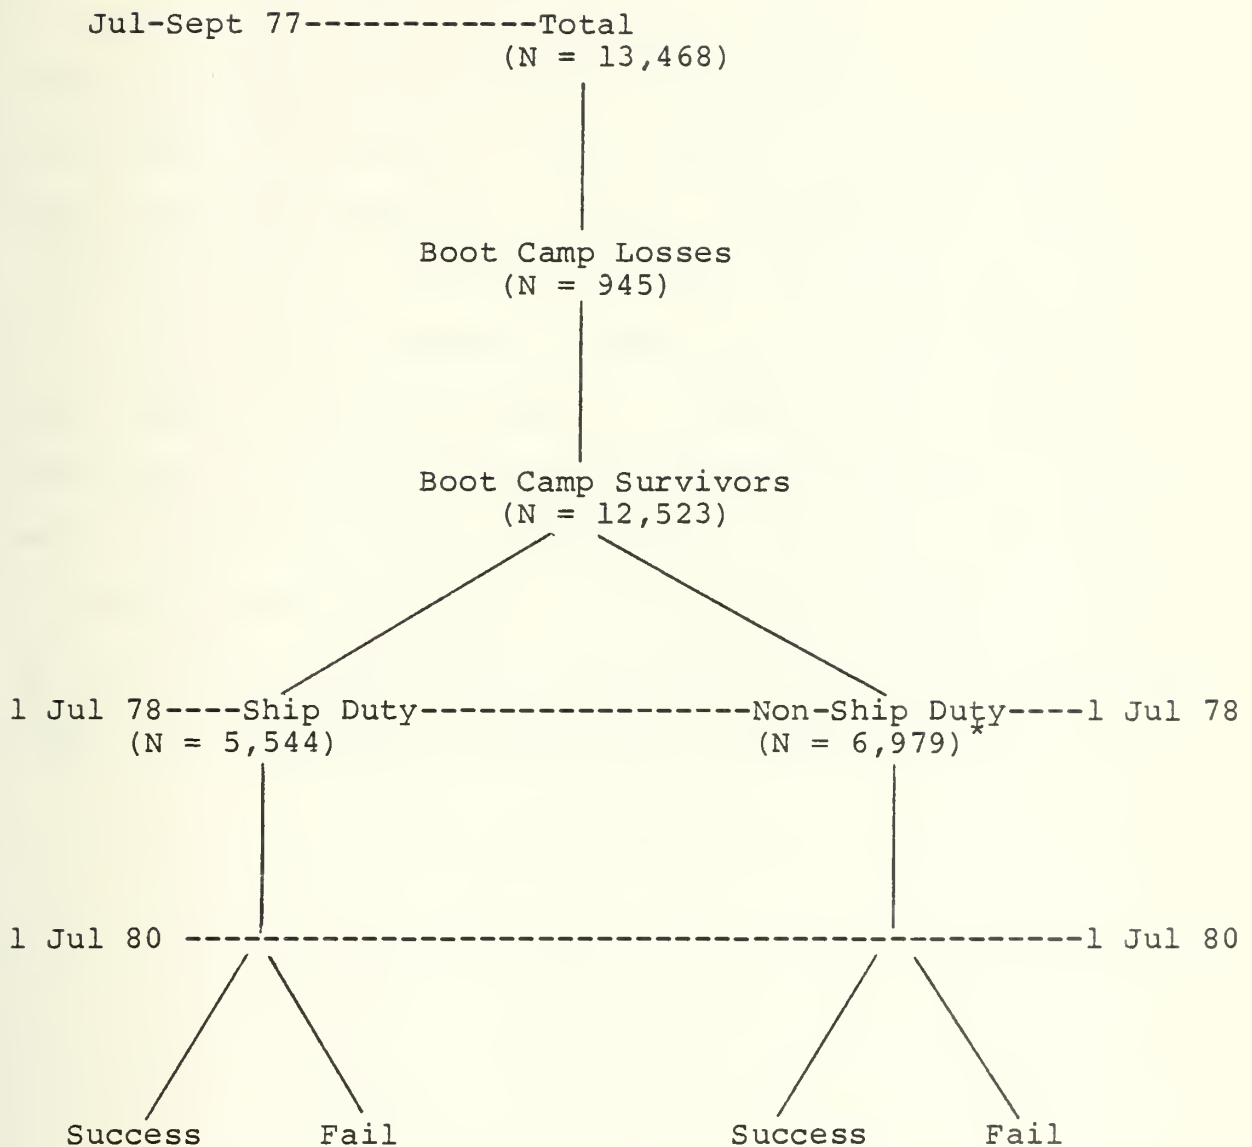 Jul-Sept 77------------Total
(N = 13,468)
Boot Camp Losses
(N = 945)
Boot Camp Survivors
(N = 12,523)
1 Jul 78----Ship Duty-----------------Non-Ship Duty----1 Jul 78
(N = 5,544) (N = 6,979)*
1 Jul 80 -----------------------------------------------1 Jul 80
Success Fail Success Fail